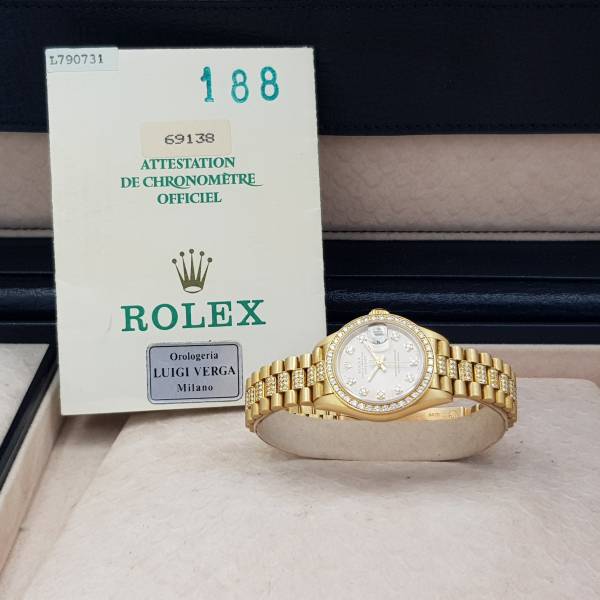 L790731
188
69138
ATTESTATION
DE CHRONOMÈTRE
OFFICIEL
ROLEX
Orologeria
LUIGI VERGA
Milano